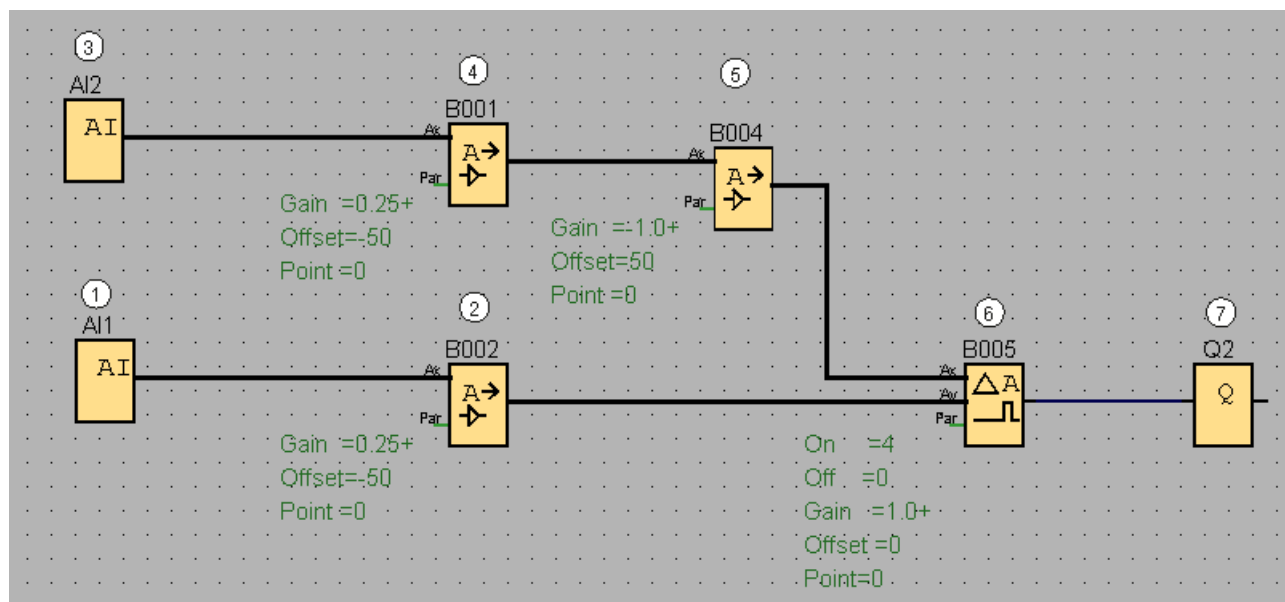 3
AI2
AI
4
B001
Ax
A→
Par
Gain =0.25+
Offset=-50
Point =0
5
B004
Ax
A→
Par
Gain =-1.0+
Offset=50
Point =0
1
AI1
AI
2
B002
Ax
A→
Par
Gain =0.25+
Offset=-50
Point =0
6
B005
Ax
△A
Ay
Par
On =4
Off =0
Gain =1.0+
Offset =0
Point=0
7
Q2
Q